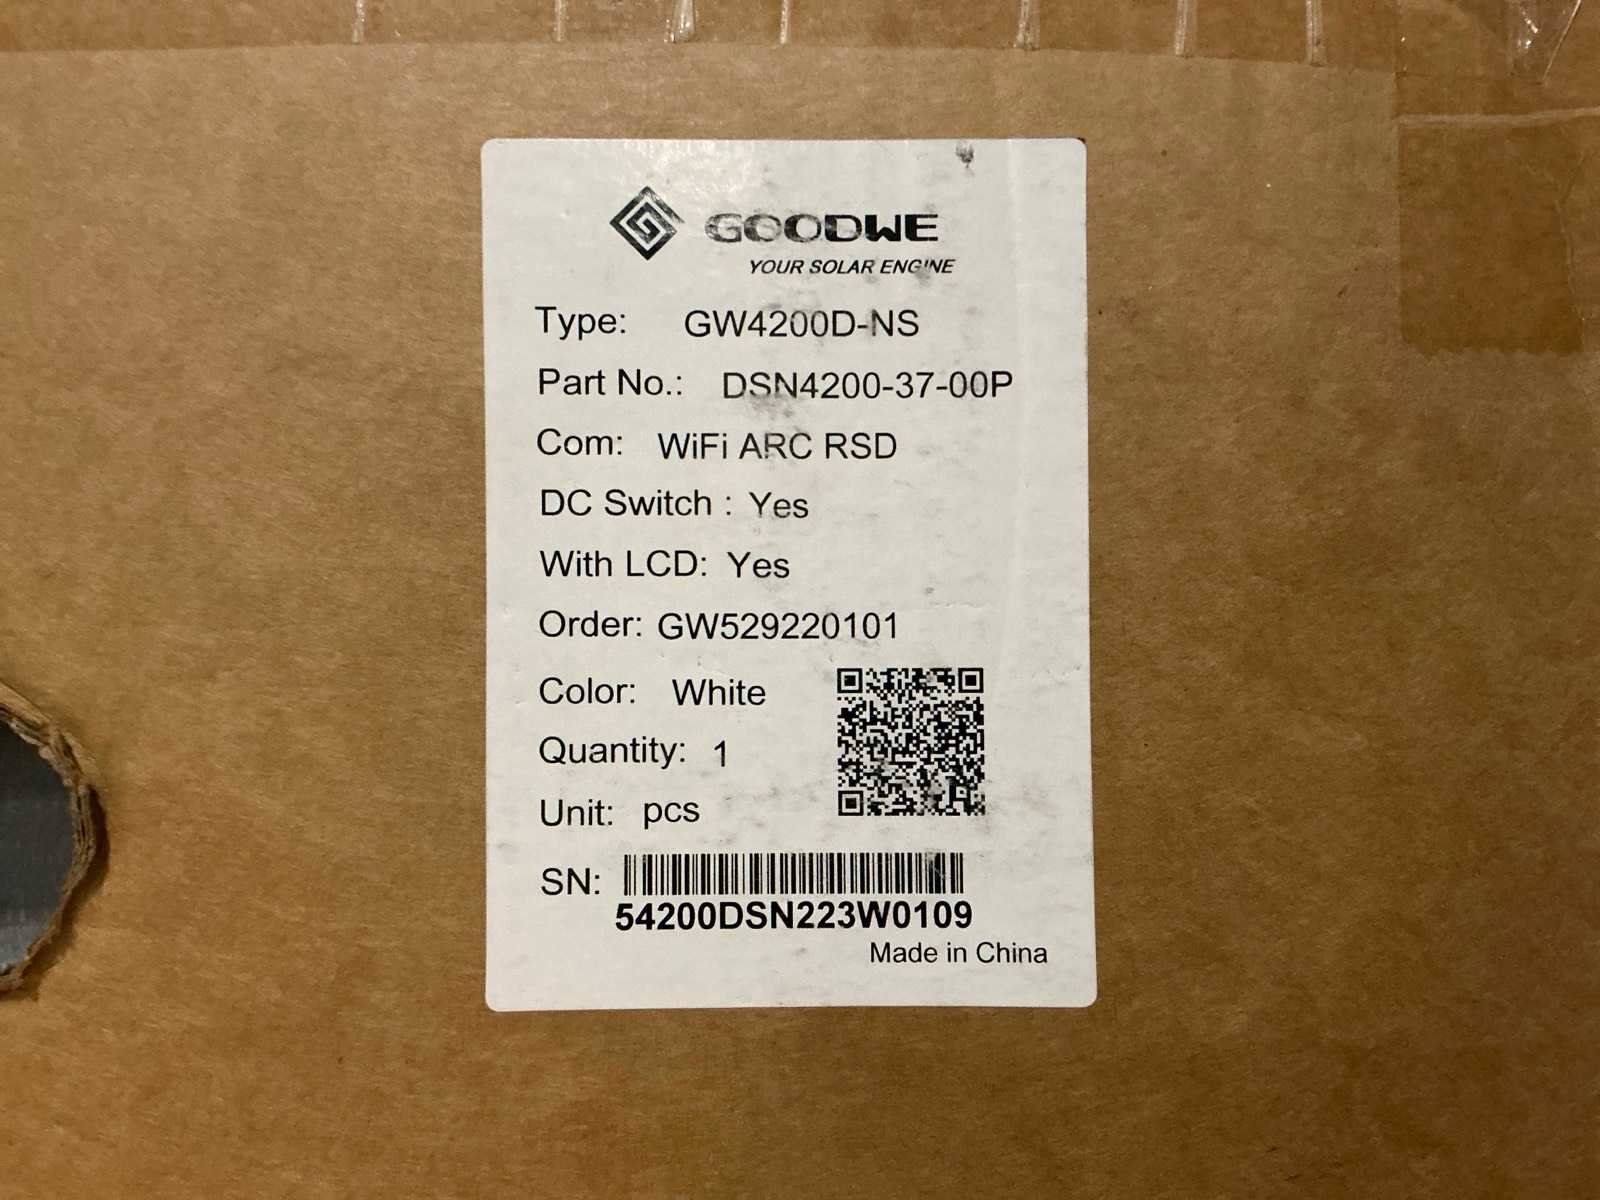 GOODWE
YOUR SOLAR ENGINE
Type: GW4200D-NS
Part No.: DSN4200-37-00P
Com: WiFi ARC RSD
DC Switch : Yes
With LCD: Yes
Order: GW529220101
Color: White
Quantity: 1
Unit: pcs
SN:
54200DSN223W0109
Made in China